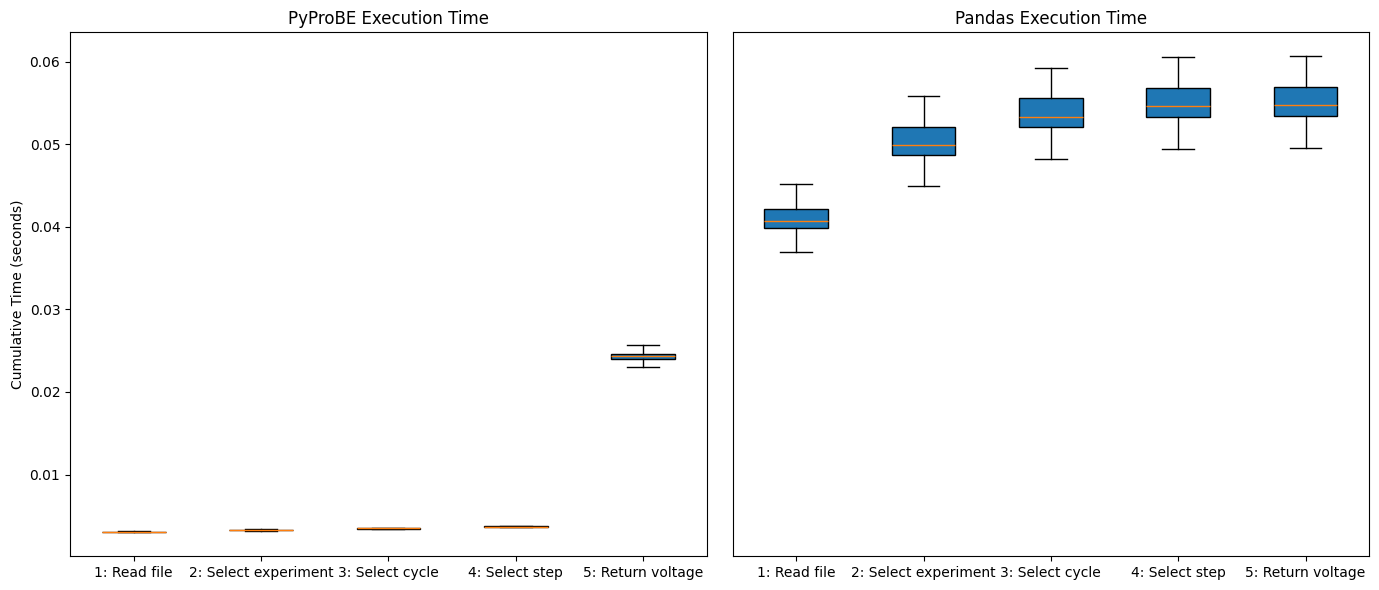 PyProBE Execution Time
Pandas Execution Time
Cumulative Time (seconds)
0.06
0.05
0.04
0.03
0.02
0.01
1: Read file 2: Select experiment 3: Select cycle 4: Select step 5: Return voltage
1: Read file 2: Select experiment 3: Select cycle 4: Select step 5: Return voltage